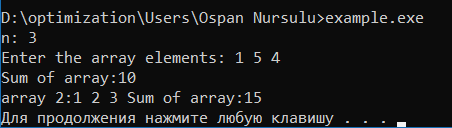 D:\optimization\Users\Ospan Nursulu>example.exe
n: 3
Enter the array elements: 1 5 4
Sum of array:10
array 2:1 2 3 Sum of array:15
Для продолжения нажмите любую клавишу . . .